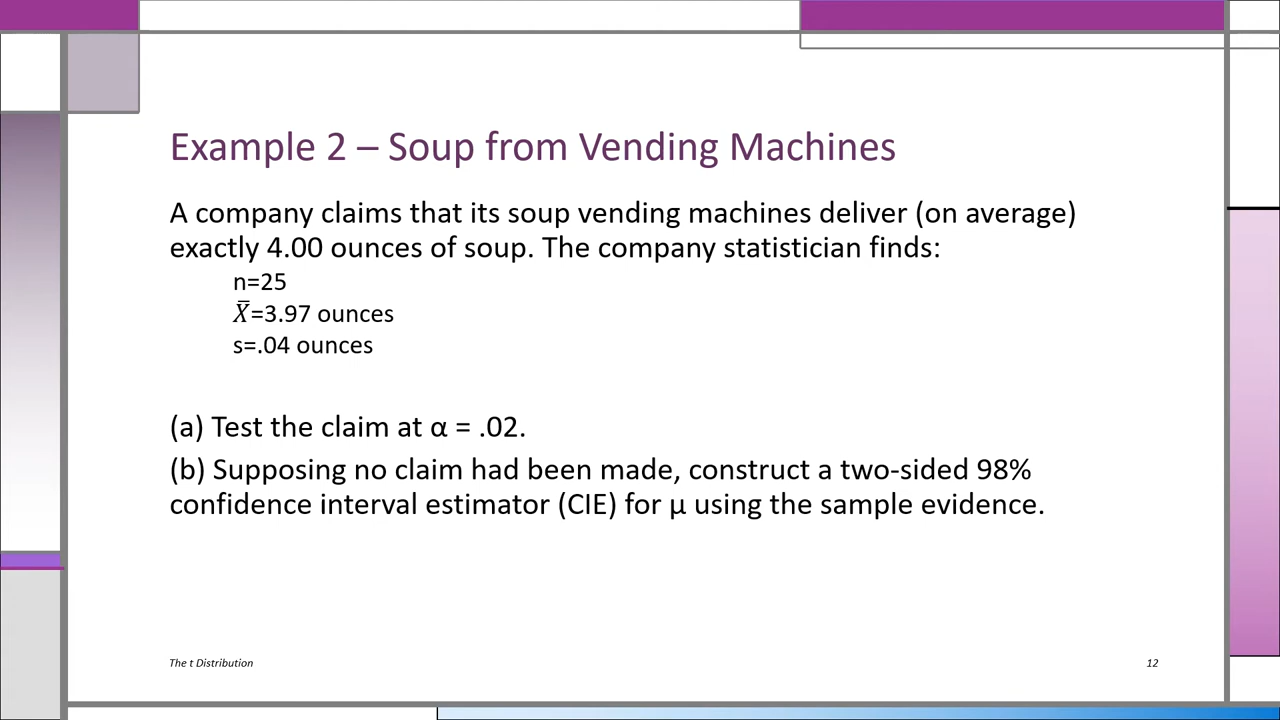 Example 2 – Soup from Vending Machines
A company claims that its soup vending machines deliver (on average)
exactly 4.00 ounces of soup. The company statistician finds:
n=25
X̄=3.97 ounces
s=.04 ounces
(a) Test the claim at α = .02.
(b) Supposing no claim had been made, construct a two-sided 98%
confidence interval estimator (CIE) for μ using the sample evidence.
The t Distribution
12